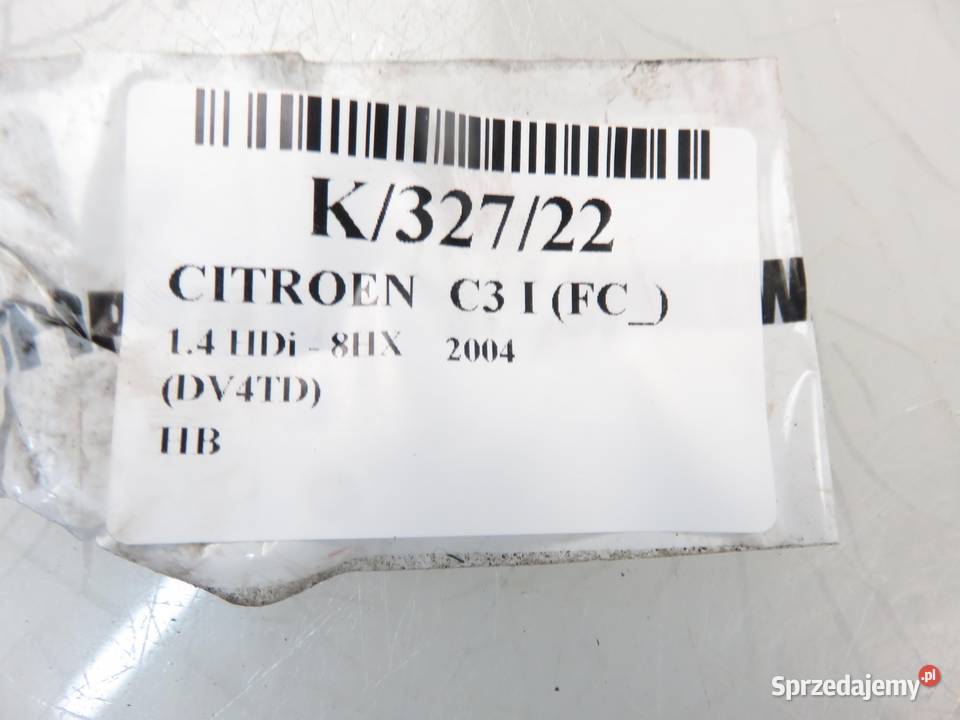 K/327/22
CITROEN C3 I (FC_)
1.4 HDi - 8HX 2004
(DV4TD)
HB
Sprzedajemy.pl